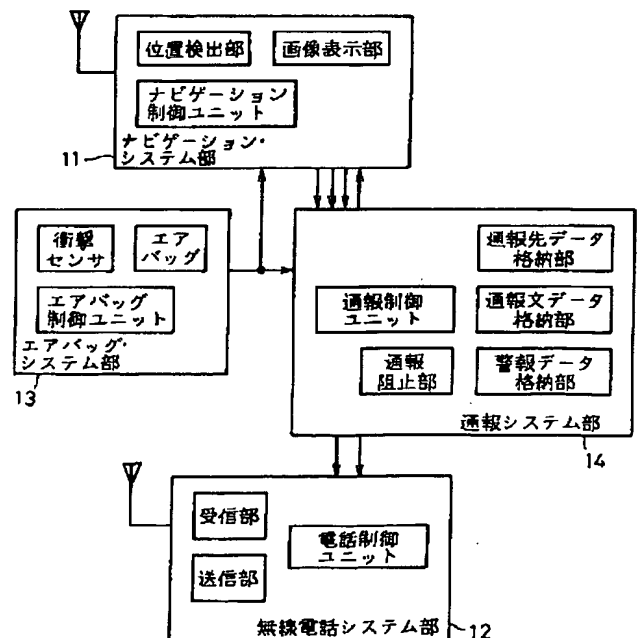 位置検出部
画像表示部
ナビゲーション
制御ユニット
ナビゲーション・
システム部
11
衝撃
センサ
エア
バッグ
エアバッグ
制御ユニット
エアバッグ・
システム部
13
通報先データ
格納部
通報制御
ユニット
通報文データ
格納部
通報
阻止部
警報データ
格納部
通報システム部
14
受信部
電話制御
ユニット
送信部
無線電話システム部
12